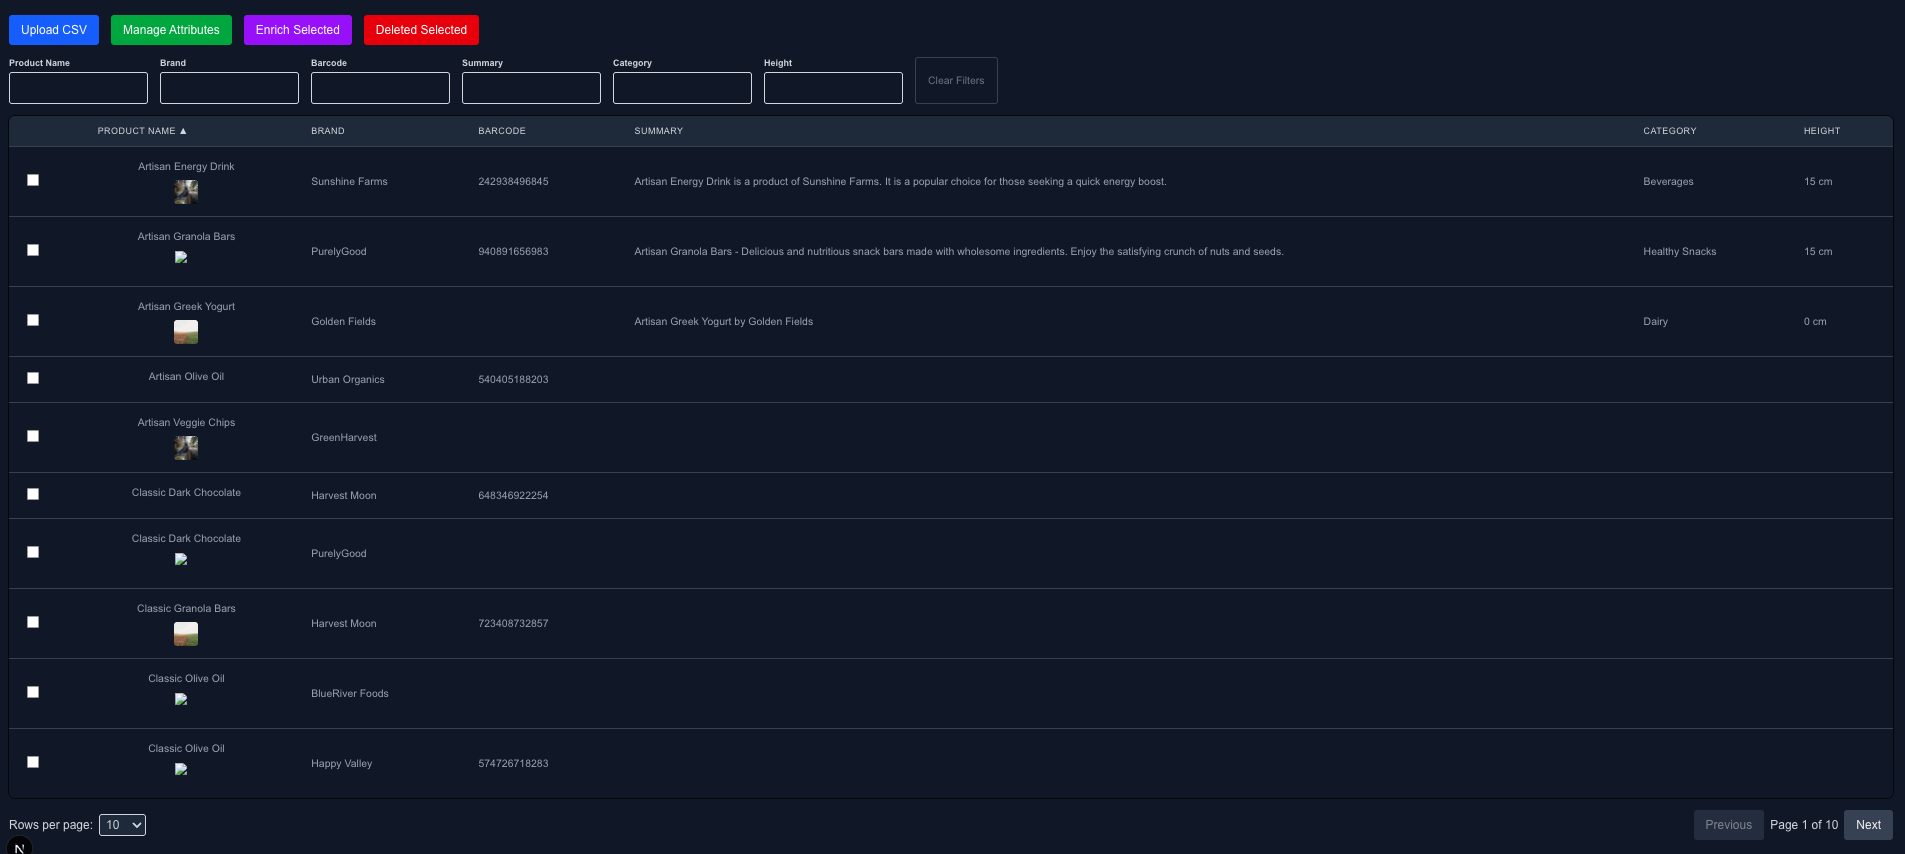 Upload CSV Manage Attributes Enrich Selected Deleted Selected
Product Name Brand Barcode Summary Category Height
Clear Filters
PRODUCT NAME ▲ BRAND BARCODE SUMMARY CATEGORY HEIGHT
Artisan Energy Drink
Sunshine Farms 242938496845 Artisan Energy Drink is a product of Sunshine Farms. It is a popular choice for those seeking a quick energy boost. Beverages 15 cm
Artisan Granola Bars
PurelyGood 940891656983 Artisan Granola Bars - Delicious and nutritious snack bars made with wholesome ingredients. Enjoy the satisfying crunch of nuts and seeds. Healthy Snacks 15 cm
Artisan Greek Yogurt
Golden Fields Artisan Greek Yogurt by Golden Fields Dairy 0 cm
Artisan Olive Oil
Urban Organics 540405188203
Artisan Veggie Chips
GreenHarvest
Classic Dark Chocolate
Harvest Moon 648346922254
Classic Dark Chocolate
PurelyGood
Classic Granola Bars
Harvest Moon 723408732857
Classic Olive Oil
BlueRiver Foods
Classic Olive Oil
Happy Valley 574726718283
Rows per page: 10 Previous Page 1 of 10 Next
N